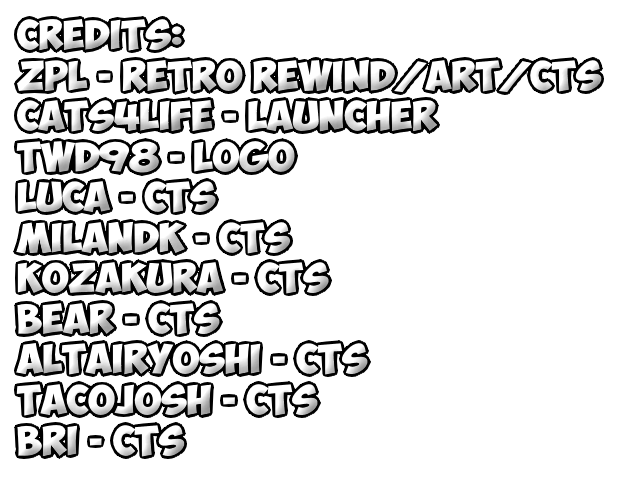 CREDITS:
ZPL - RETRO REWIND/ART/CTS
CATS4LIFE - LAUNCHER
TWD98 - LOGO
LUCA - CTS
MILANDK - CTS
KOZAKURA - CTS
BEAR - CTS
ALTAIRYOSHI - CTS
TACOJOSH - CTS
BRI - CTS